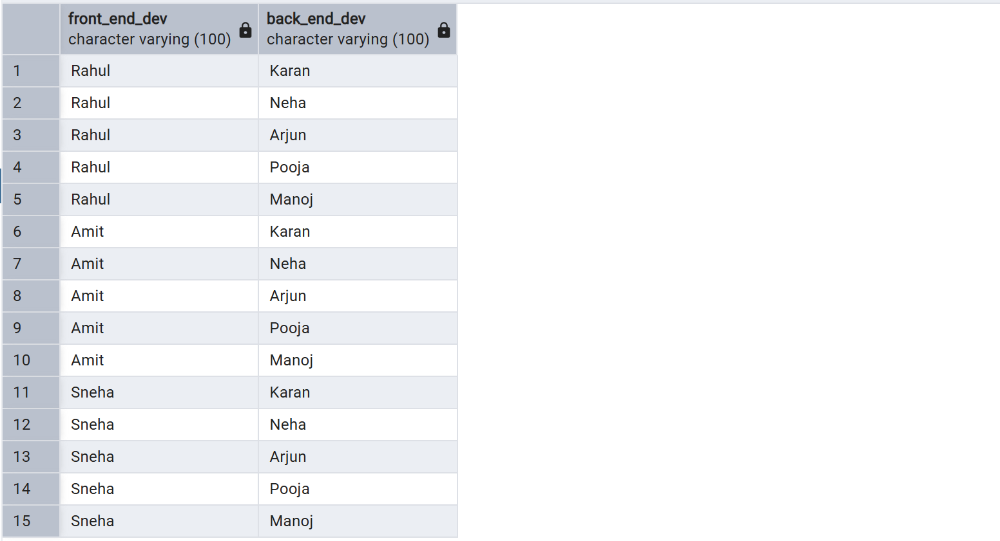 front_end_dev back_end_dev
character varying (100) character varying (100)
1 Rahul Karan
2 Rahul Neha
3 Rahul Arjun
4 Rahul Pooja
5 Rahul Manoj
6 Amit Karan
7 Amit Neha
8 Amit Arjun
9 Amit Pooja
10 Amit Manoj
11 Sneha Karan
12 Sneha Neha
13 Sneha Arjun
14 Sneha Pooja
15 Sneha Manoj